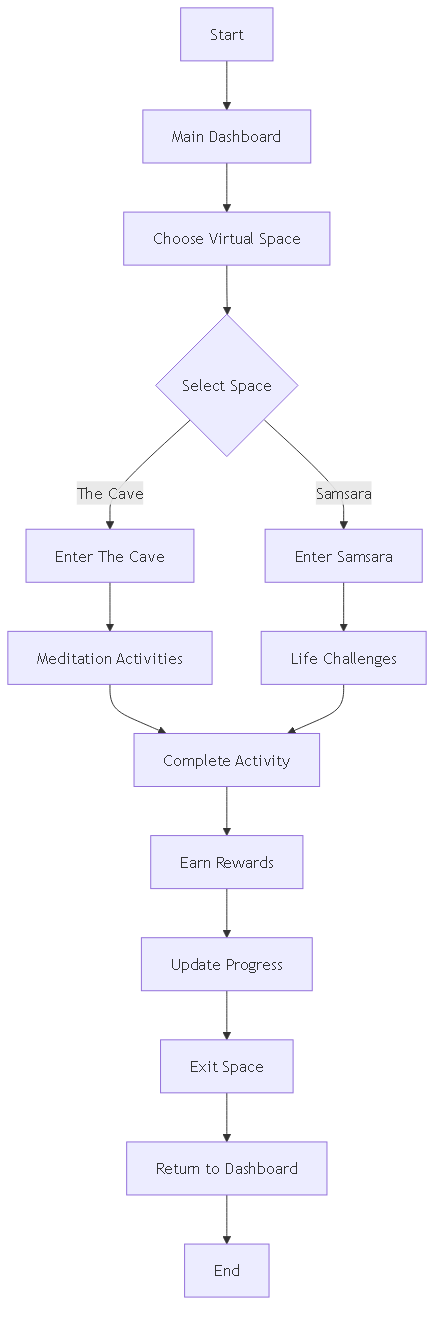 Start
Main Dashboard
Choose Virtual Space
Select Space
The Cave
Samsara
Enter The Cave
Enter Samsara
Meditation Activities
Life Challenges
Complete Activity
Earn Rewards
Update Progress
Exit Space
Return to Dashboard
End